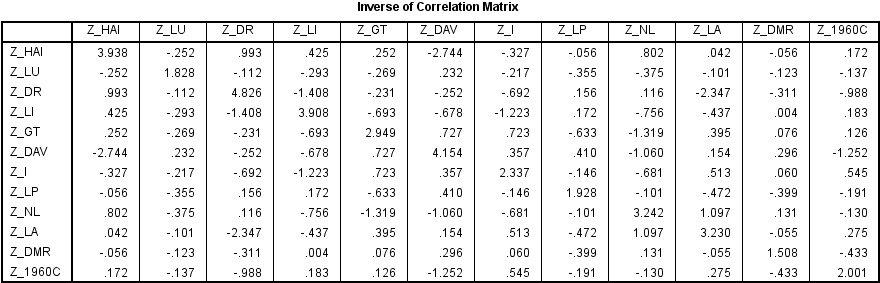 Inverse of Correlation Matrix
Z_HAI Z_LU Z_DR Z_LI Z_GT Z_DAV Z_I Z_LP Z_NL Z_LA Z_DMR Z_1960C
Z_HAI 3.938 -.252 .993 .425 .252 -2.744 -.327 -.056 .802 .042 -.056 .172
Z_LU -.252 1.828 -.112 -.293 -.269 .232 -.217 -.355 -.375 -.101 -.123 -.137
Z_DR .993 -.112 4.826 -1.408 -.231 -.252 -.692 .156 .116 -2.347 -.311 -.988
Z_LI .425 -.293 -1.408 3.908 -.693 -.678 -1.223 .172 -.756 -.437 .004 .183
Z_GT .252 -.269 -.231 -.693 2.949 .727 .723 -.633 -1.319 .395 .076 .126
Z_DAV -2.744 .232 -.252 -.678 .727 4.154 .357 .410 -1.060 .154 .296 -1.252
Z_I -.327 -.217 -.692 -1.223 .723 .357 2.337 -.146 -.681 .513 .060 .545
Z_LP -.056 -.355 .156 .172 -.633 .410 -.146 1.928 -.101 -.472 -.399 -.191
Z_NL .802 -.375 .116 -.756 -1.319 -1.060 -.681 -.101 3.242 1.097 .131 -.130
Z_LA .042 -.101 -2.347 -.437 .395 .154 .513 -.472 1.097 3.230 -.055 .275
Z_DMR -.056 -.123 -.311 .004 .076 .296 .060 -.399 .131 -.055 1.508 -.433
Z_1960C .172 -.137 -.988 .183 .126 -1.252 .545 -.191 -.130 .275 -.433 2.001